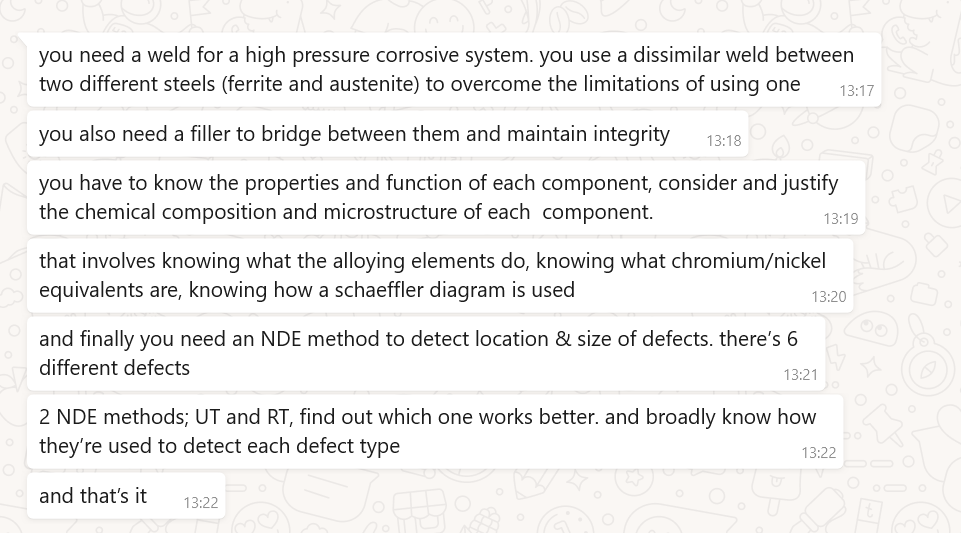 you need a weld for a high pressure corrosive system. you use a dissimilar weld between
two different steels (ferrite and austenite) to overcome the limitations of using one
13:17
you also need a filler to bridge between them and maintain integrity
13:18
you have to know the properties and function of each component, consider and justify
the chemical composition and microstructure of each  component.
13:19
that involves knowing what the alloying elements do, knowing what chromium/nickel
equivalents are, knowing how a schaeffler diagram is used
13:20
and finally you need an NDE method to detect location & size of defects. there’s 6
different defects
13:21
2 NDE methods; UT and RT, find out which one works better. and broadly know how
they’re used to detect each defect type
13:22
and that’s it
13:22